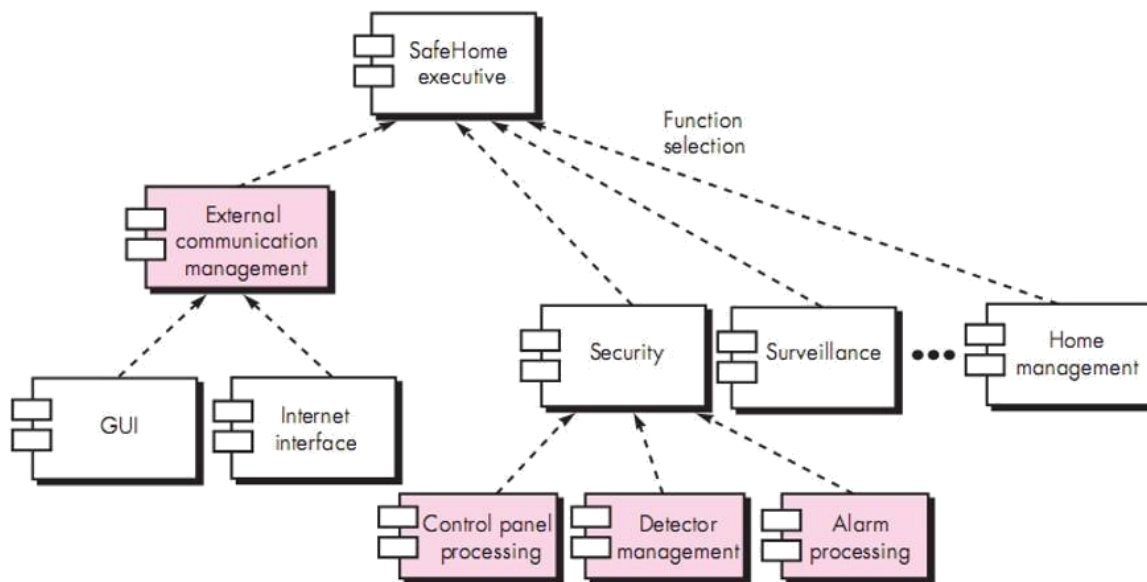 SafeHome
executive
Function
selection
External
communication
management
Security
Surveillance
Home
management
GUI
Internet
interface
Control panel
processing
Detector
management
Alarm
processing